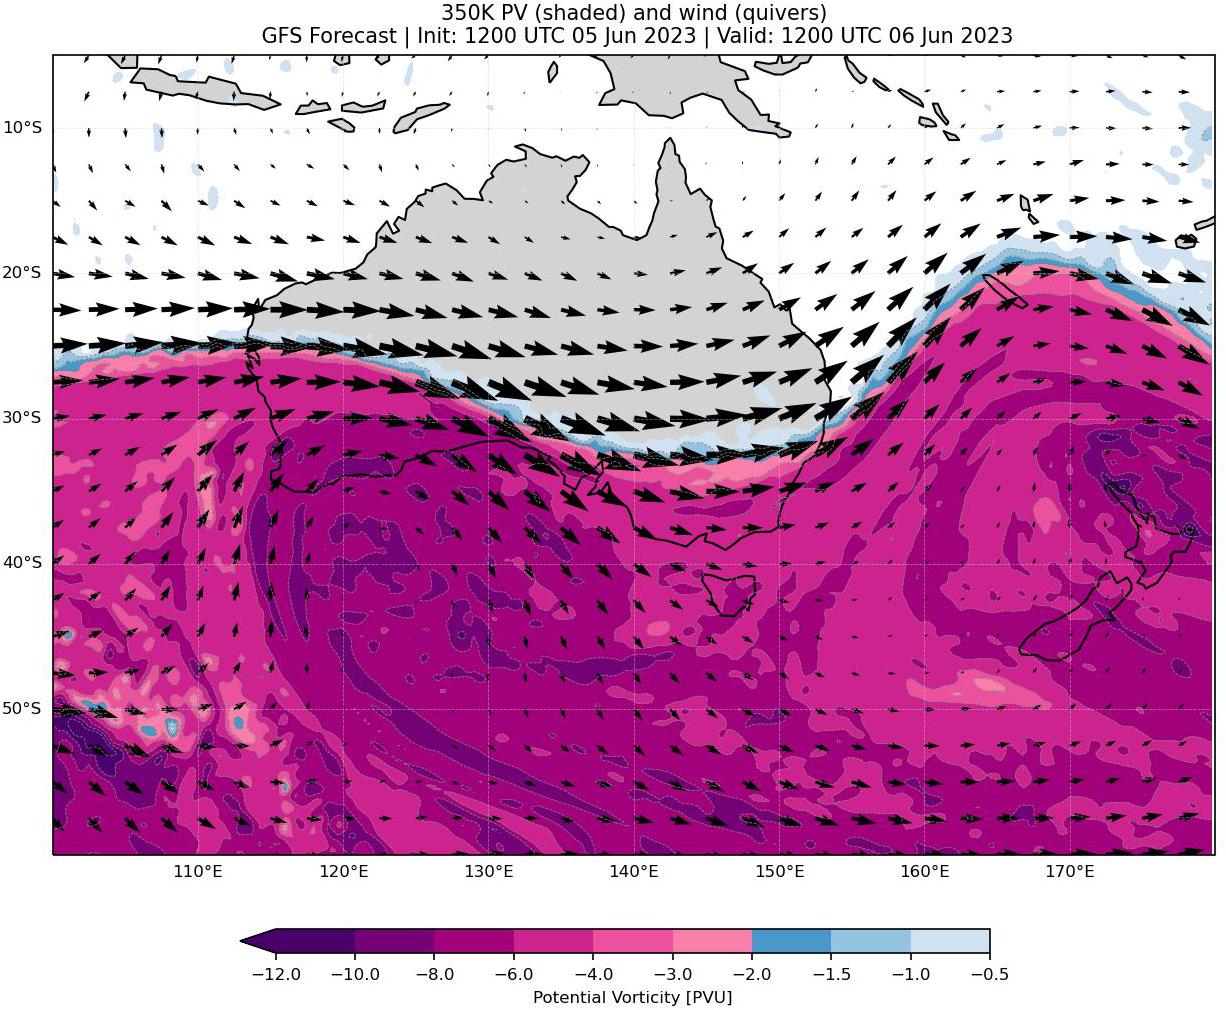 350K PV (shaded) and wind (quivers)
GFS Forecast | Init: 1200 UTC 05 Jun 2023 | Valid: 1200 UTC 06 Jun 2023
10°S
20°S
30°S
40°S
50°S
110°E 120°E 130°E 140°E 150°E 160°E 170°E
−12.0 −10.0 −8.0 −6.0 −4.0 −3.0 −2.0 −1.5 −1.0 −0.5
Potential Vorticity [PVU]